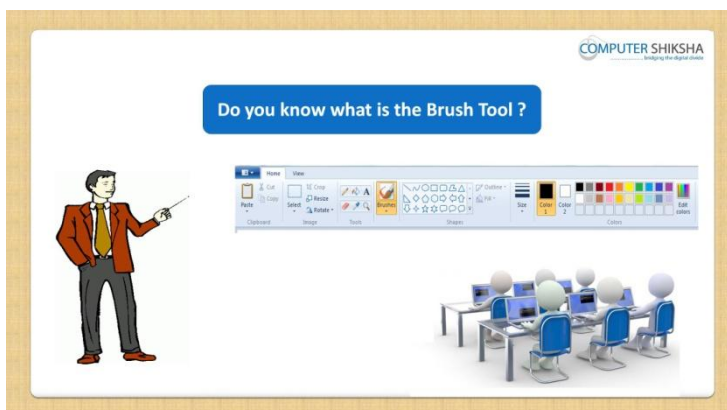 COMPUTER SHIKSHA
bridging the digital divide
Do you know what is the Brush Tool ?
Home View
Cut
Copy
Paste
Clipboard
Crop
Resize
Rotate
Select
Image
A
Tools
Brushes
Shapes
Outline
Fill
Size
Color 1
Color 2
Edit colors
Colors